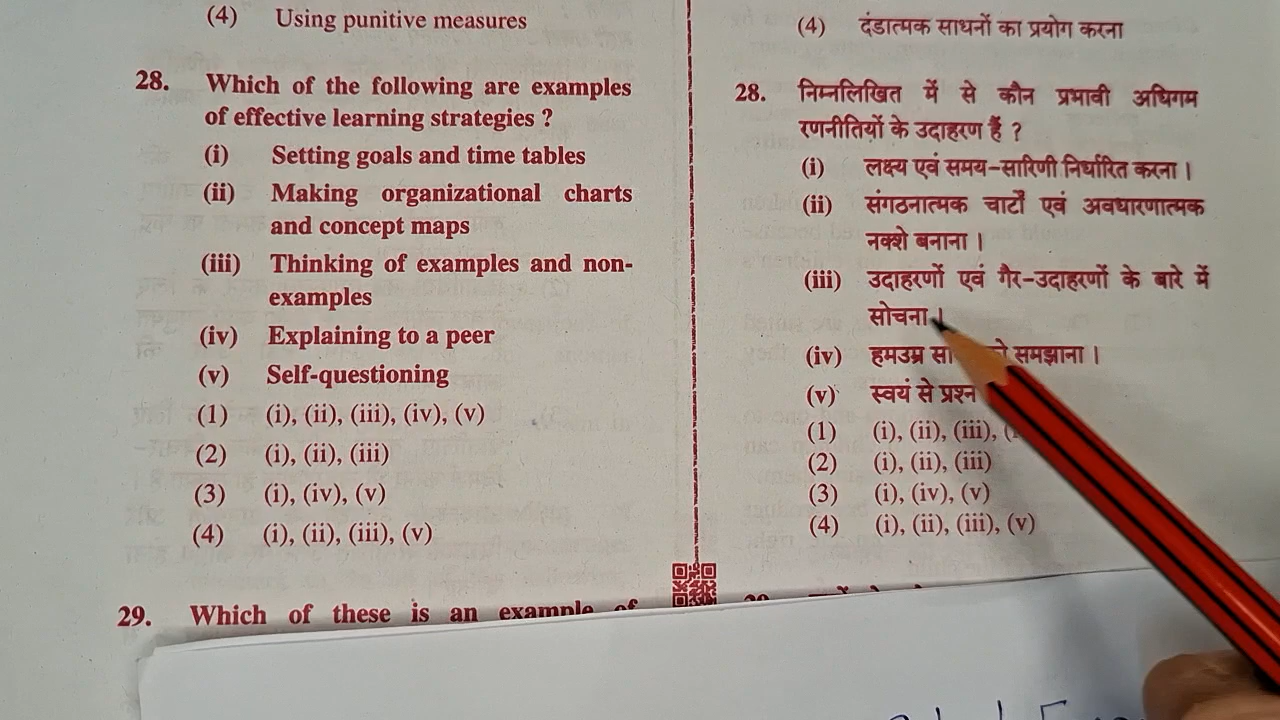 (4) Using punitive measures
28. Which of the following are examples
of effective learning strategies ?
(i) Setting goals and time tables
(ii) Making organizational charts
and concept maps
(iii) Thinking of examples and non-
examples
(iv) Explaining to a peer
(v) Self-questioning
(1) (i), (ii), (iii), (iv), (v)
(2) (i), (ii), (iii)
(3) (i), (iv), (v)
(4) (i), (ii), (iii), (v)
29. Which of these is an example of
(4) दंडात्मक साधनों का प्रयोग करना
28. निम्नलिखित में से कौन प्रभावी अधिगम
रणनीतियों के उदाहरण हैं ?
(i) लक्ष्य एवं समय-सारिणी निर्धारित करना ।
(ii) संगठनात्मक चार्टों एवं अवधारणात्मक
नक्शे बनाना ।
(iii) उदाहरणों एवं गैर-उदाहरणों के बारे में
सोचना ।
(iv) हमउम्र समझाना ।
(v) स्वयं से प्रश्न
(1) (i), (ii), (iii),
(2) (i), (ii), (iii)
(3) (i), (iv), (v)
(4) (i), (ii), (iii), (v)